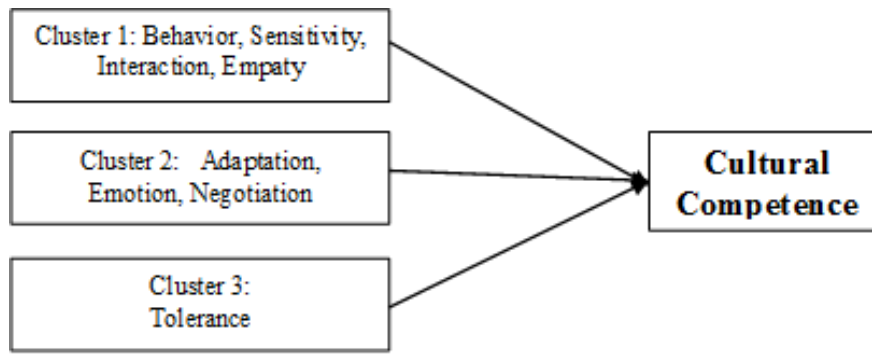 Cluster 1: Behavior, Sensitivity,
Interaction, Empaty
Cluster 2: Adaptation,
Emotion, Negotiation
Cluster 3:
Tolerance
Cultural
Competence